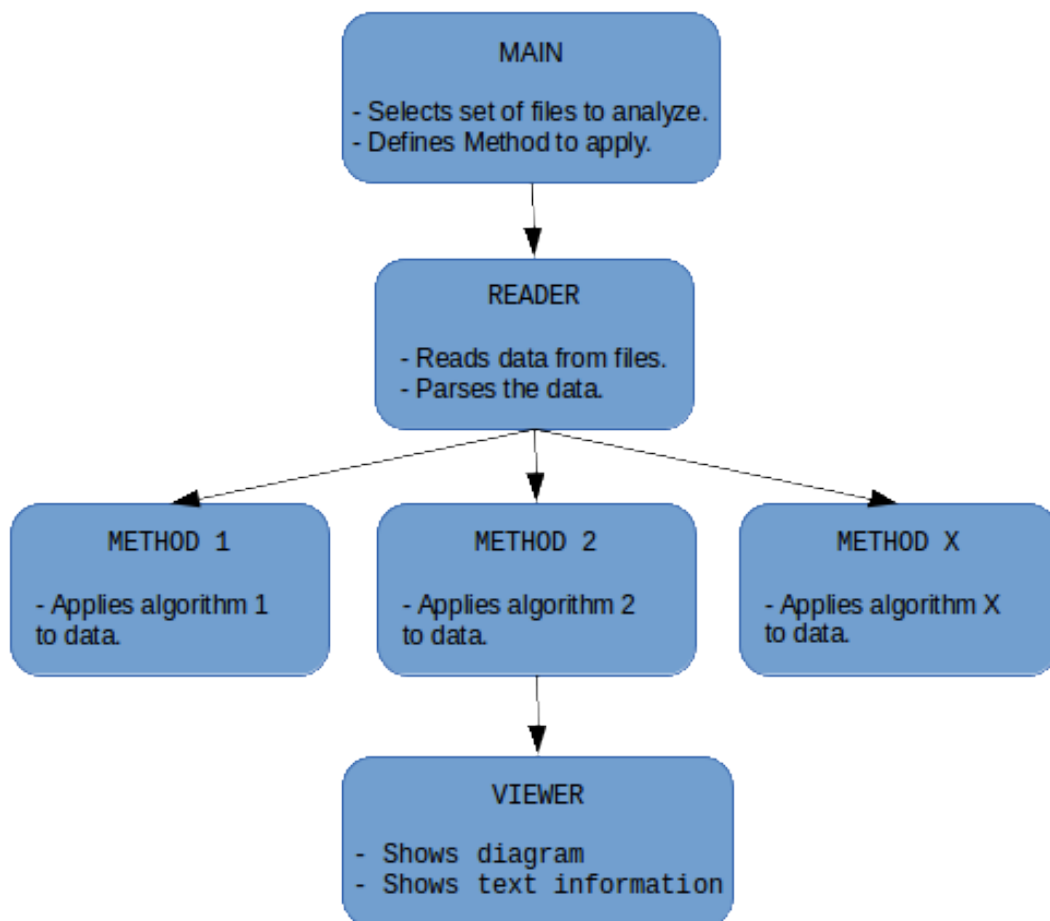 MAIN
- Selects set of files to analyze.
- Defines Method to apply.
READER
- Reads data from files.
- Parses the data.
METHOD 1
- Applies algorithm 1
to data.
METHOD 2
- Applies algorithm 2
to data.
METHOD X
- Applies algorithm X
to data.
VIEWER
- Shows diagram
- Shows text information